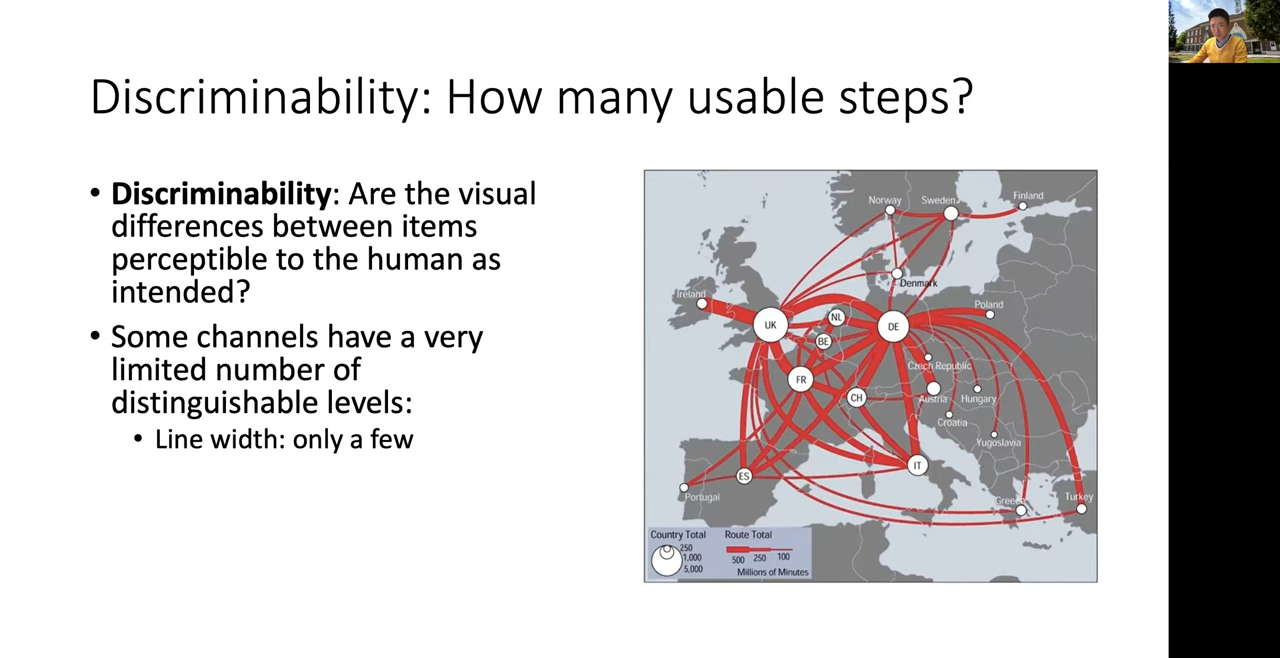 Discriminability: How many usable steps?
• Discriminability: Are the visual
differences between items
perceptible to the human as
intended?
• Some channels have a very
limited number of
distinguishable levels:
• Line width: only a few
Norway
Sweden
Finland
Denmark
Ireland
UK
NL
DE
Poland
BE
Czech Republic
FR
CH
Austria
Hungary
Croatia
Yugoslavia
IT
ES
Portugal
Greece
Turkey
Country Total
250
1,000
5,000
Route Total
500 250 100
Millions of Minutes